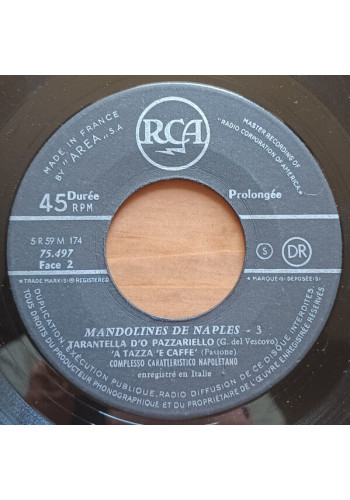 RCA
MADE IN FRANCE
BY "AREA" S.A
MASTER RECORDING OF
"RADIO CORPORATION OF AMERICA"
45 RPM
Durée
Prolongée
5 R 59 M 174
75.497
Face 2
S
DR
TRADE MARK(S) ® REGISTERED
MARQUE(S) DEPOSÉE(S)
MANDOLINES DE NAPLES - 3
TARANTELLA D'O PAZZARIELLO (G. del Vescovo)
'A TAZZA 'E CAFFE' (Fasione)
COMPLESSO CARATTERISTICO NAPOLETANO
enregistré en Italie
DUPLICATION, EXÉCUTION PUBLIQUE, RADIO DIFFUSION DE CE DISQUE INTERDITES.
TOUS DROITS DU PRODUCTEUR PHONOGRAPHIQUE ET DU PROPRIÉTAIRE DE L'ŒUVRE ENREGISTRÉE RÉSERVÉS